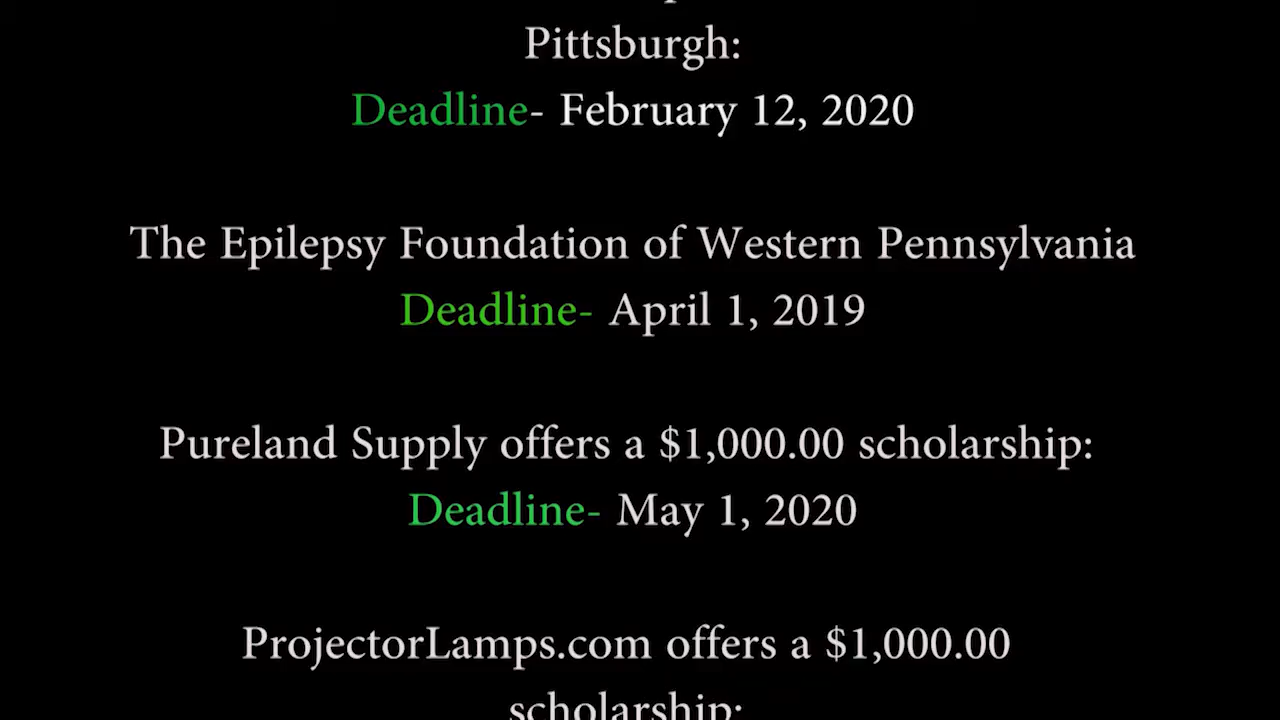 Pittsburgh:
Deadline- February 12, 2020
The Epilepsy Foundation of Western Pennsylvania
Deadline- April 1, 2019
Pureland Supply offers a $1,000.00 scholarship:
Deadline- May 1, 2020
ProjectorLamps.com offers a $1,000.00
scholarship: